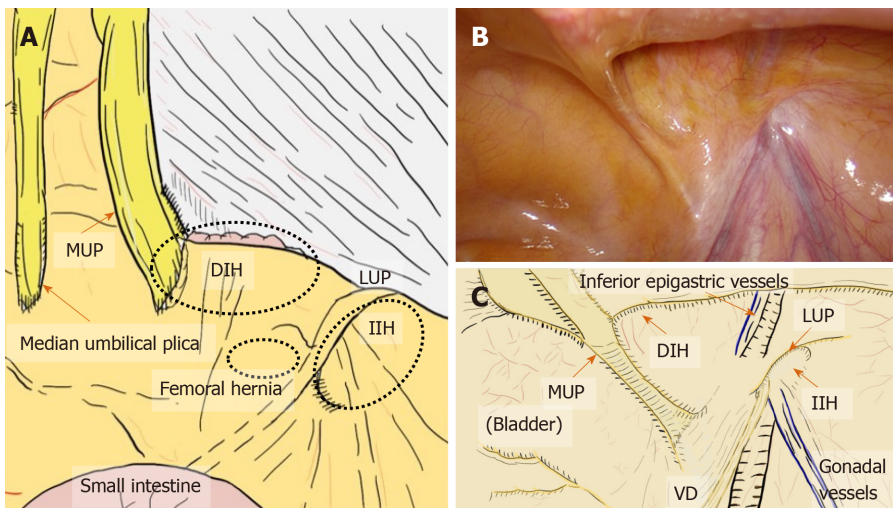 A
MUP
DIH
LUP
IIH
Median umbilical plica
Femoral hernia
Small intestine
B
C
Inferior epigastric vessels
LUP
DIH
MUP
IIH
(Bladder)
VD
Gonadal
vessels